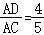 AD/AC = 4/5